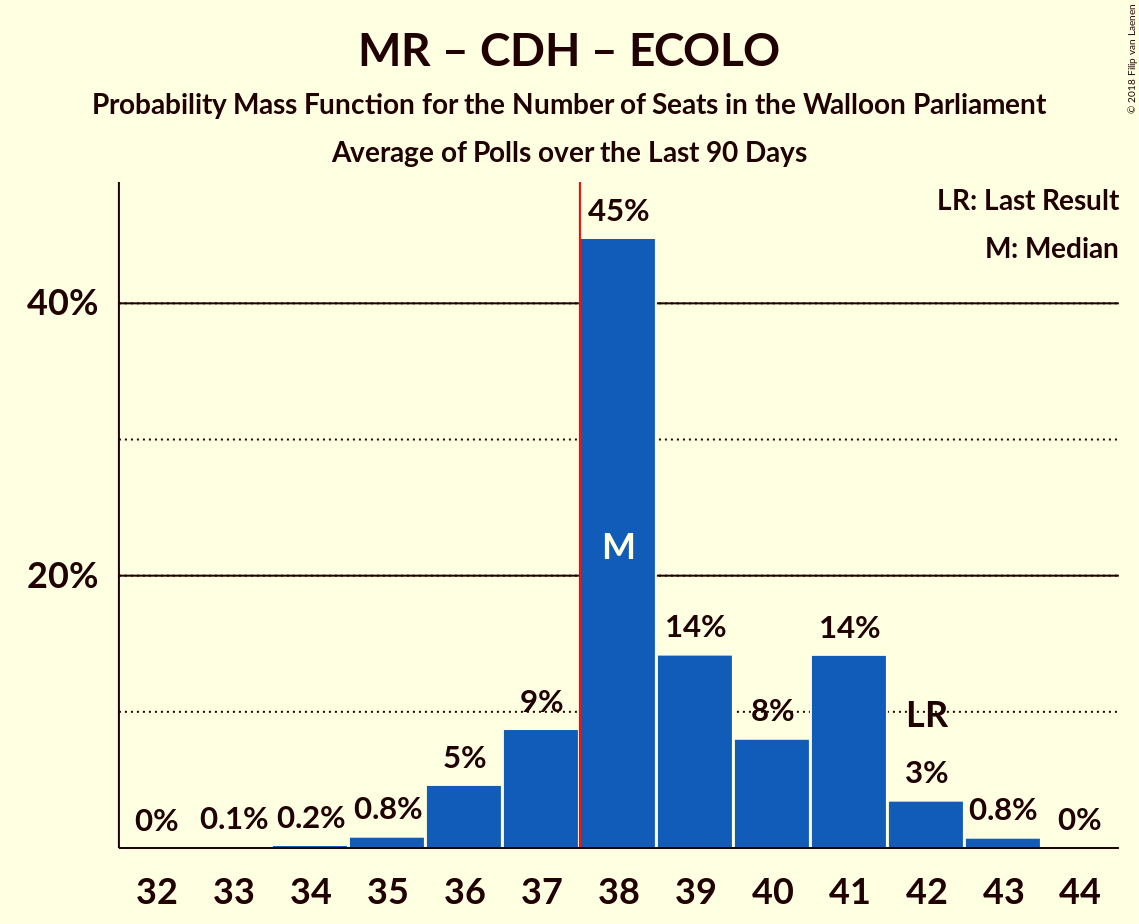 MR – CDH – ECOLO
Probability Mass Function for the Number of Seats in the Walloon Parliament
Average of Polls over the Last 90 Days
© 2018 Filip van Laenen
LR: Last Result
M: Median
40%
20%
0%
0.1%
0.2%
0.8%
5%
9%
45%
M
14%
8%
14%
LR
3%
0.8%
0%
32 33 34 35 36 37 38 39 40 41 42 43 44